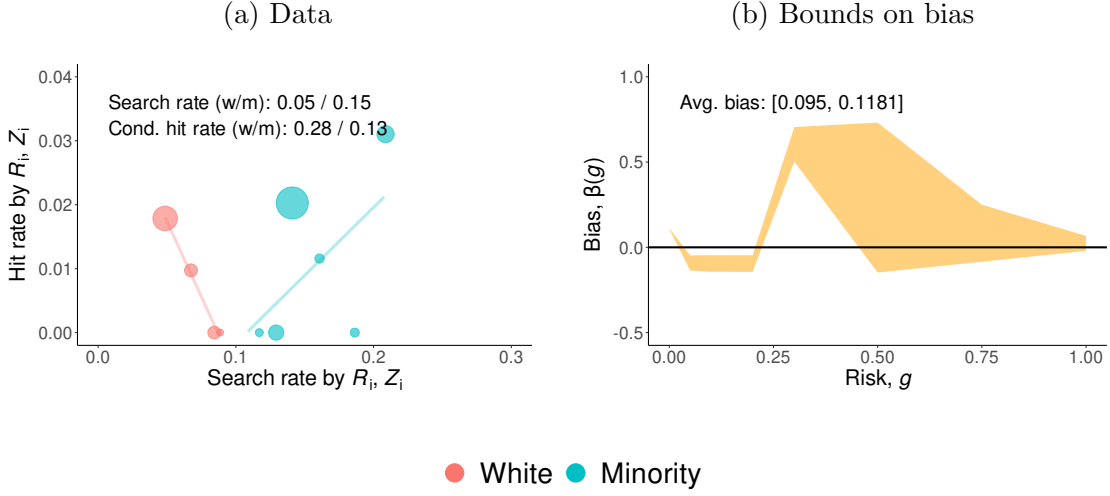 (a) Data
Search rate (w/m): 0.05 / 0.15
Cond. hit rate (w/m): 0.28 / 0.13
Hit rate by Ri, Zi
0.04
0.03
0.02
0.01
0.00
0.0 0.1 0.2 0.3
Search rate by Ri, Zi
(b) Bounds on bias
Avg. bias: [0.095, 0.1181]
Bias, β(g)
1.0
0.5
0.0
-0.5
0.00 0.25 0.50 0.75 1.00
Risk, g
White Minority